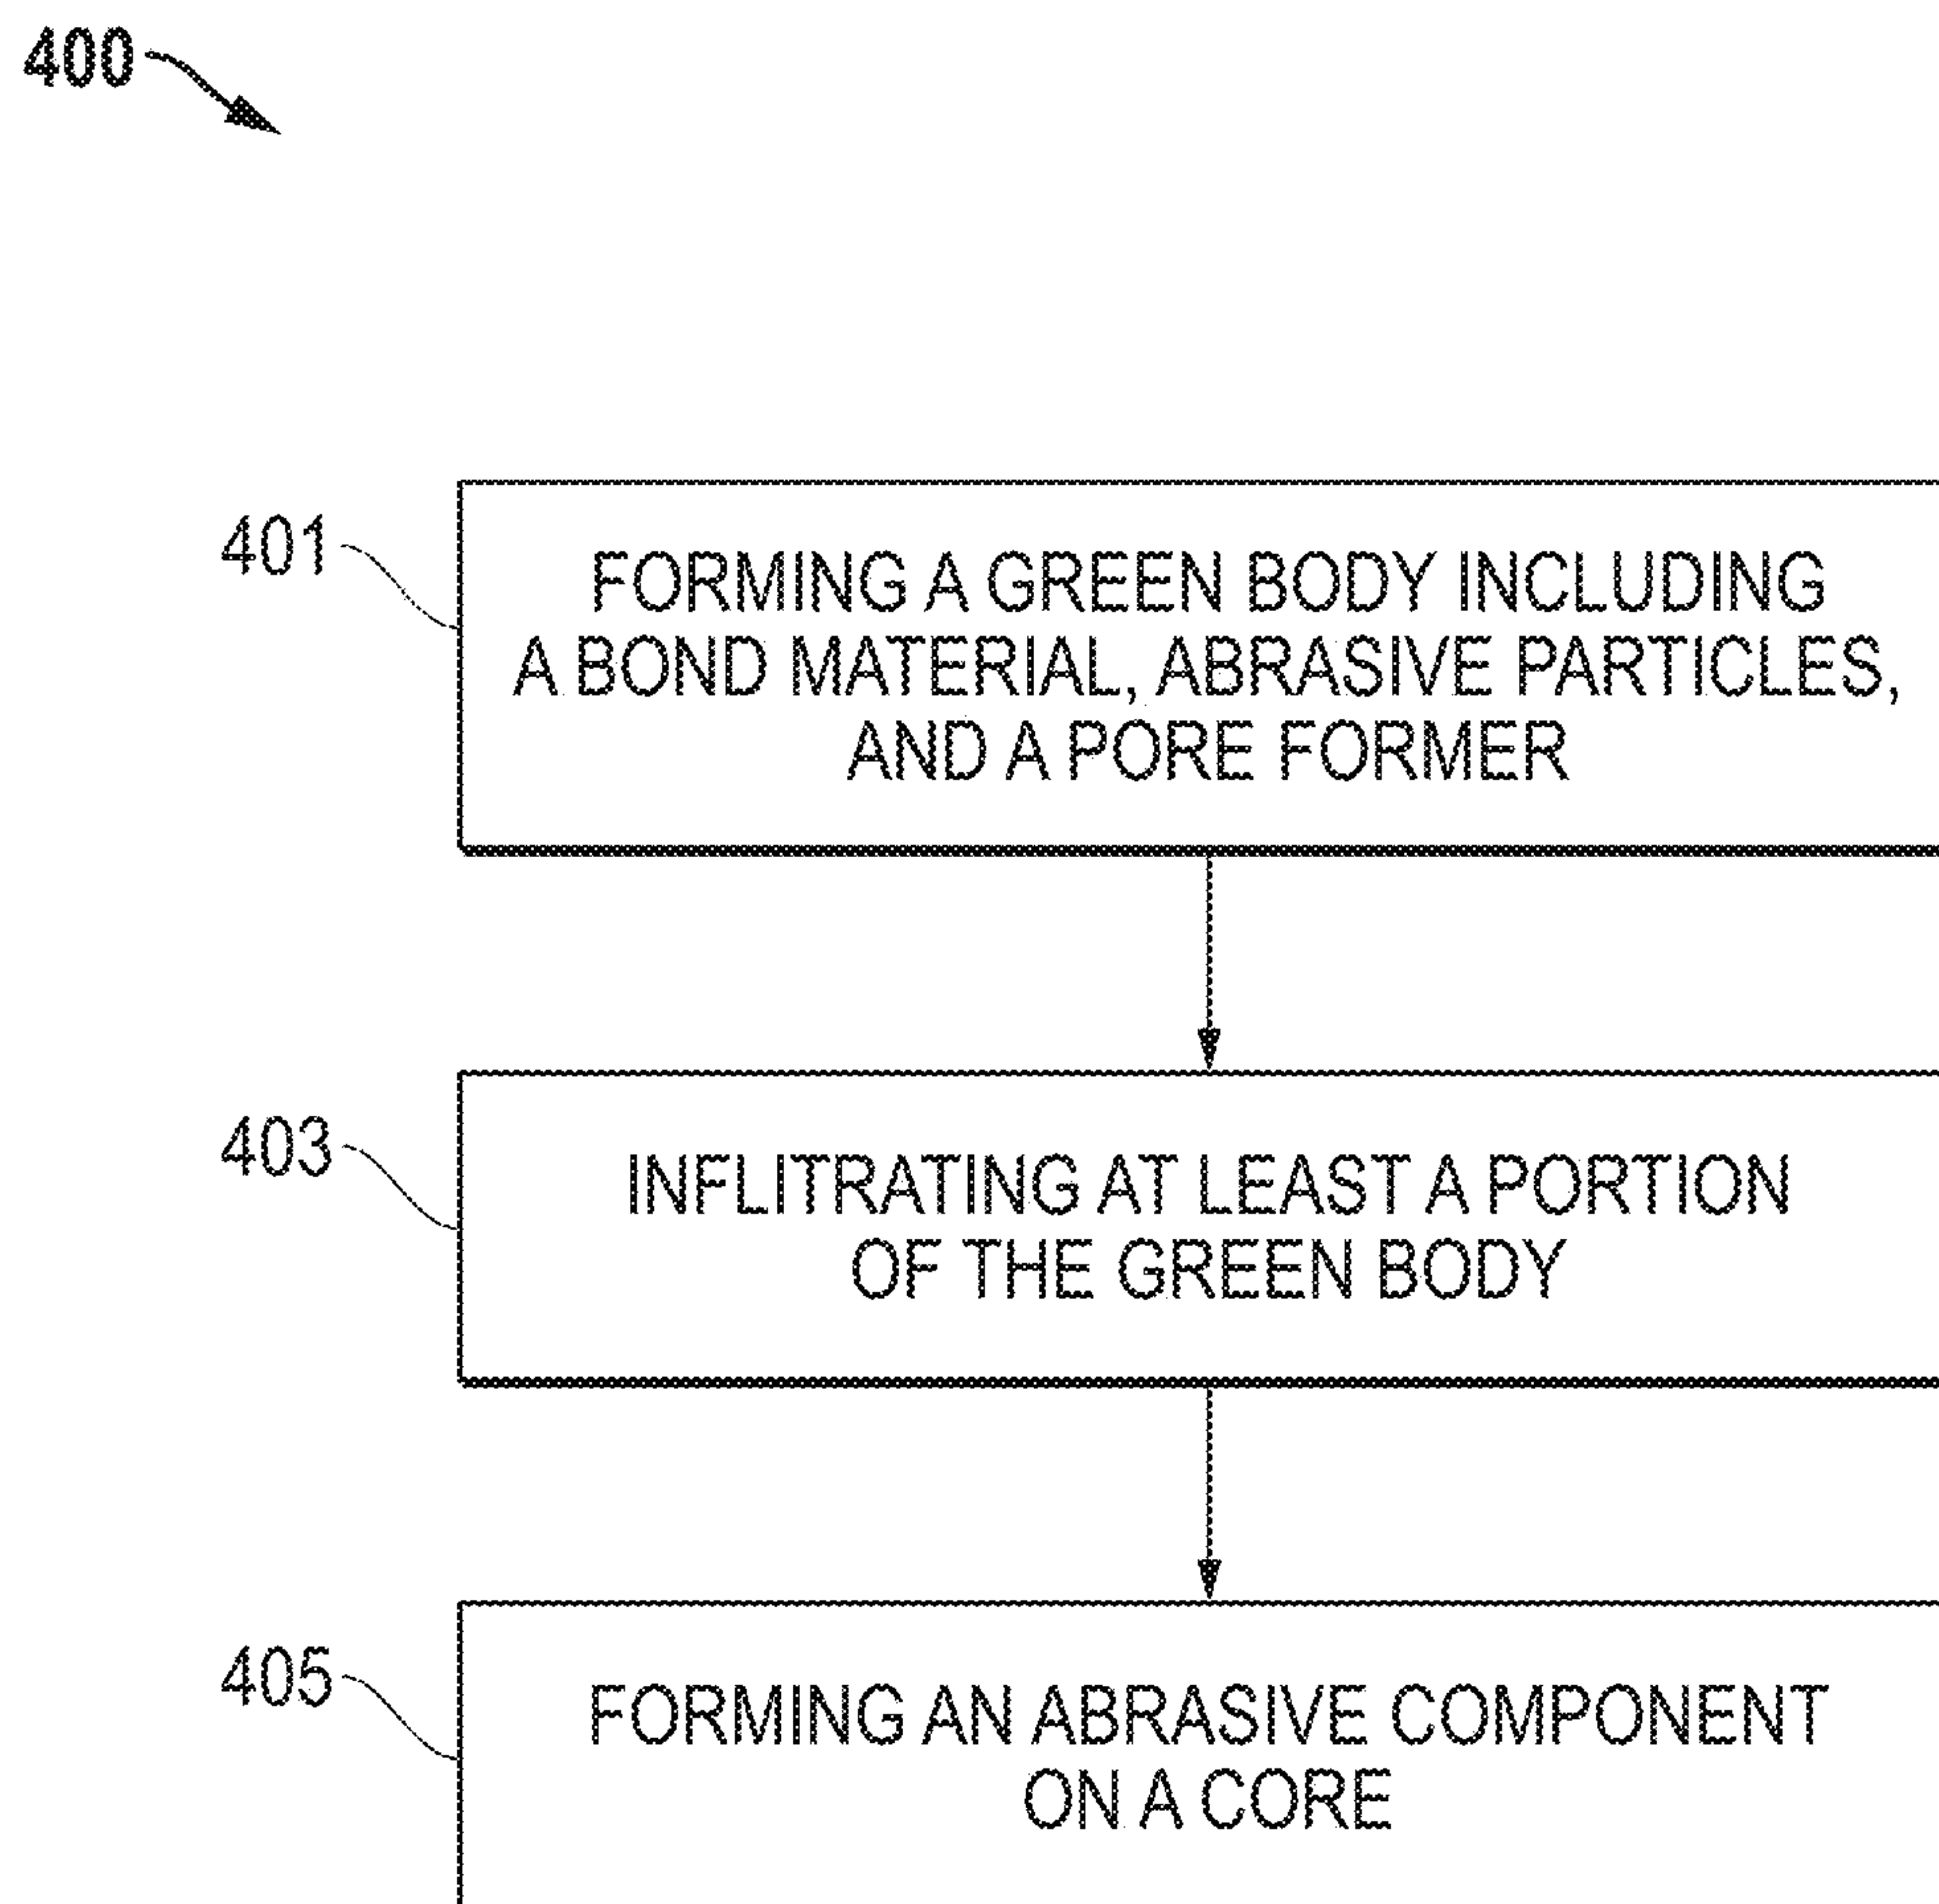 400
401
FORMING A GREEN BODY INCLUDING
A BOND MATERIAL, ABRASIVE PARTICLES,
AND A PORE FORMER
403
INFLITRATING AT LEAST A PORTION
OF THE GREEN BODY
405
FORMING AN ABRASIVE COMPONENT
ON A CORE